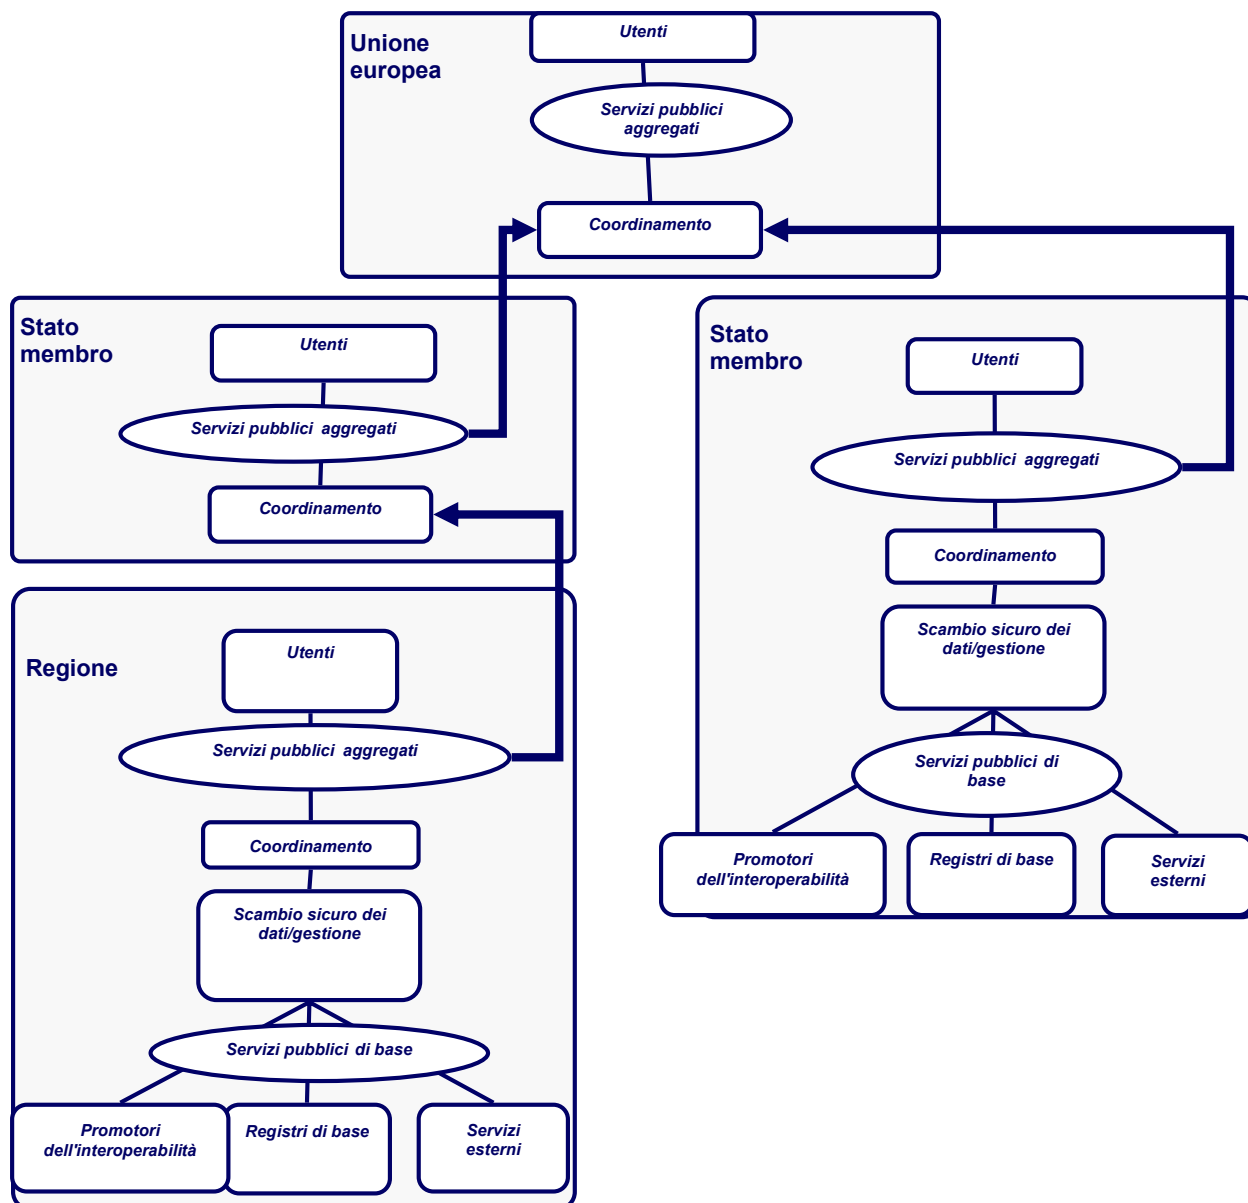 Unione
europea
Utenti
Servizi pubblici
aggregati
Coordinamento
Stato
membro
Utenti
Servizi pubblici aggregati
Coordinamento
Regione
Utenti
Servizi pubblici aggregati
Coordinamento
Scambio sicuro dei
dati/gestione
Servizi pubblici di base
Promotori
dell'interoperabilità
Registri di base
Servizi
esterni
Stato
membro
Utenti
Servizi pubblici aggregati
Coordinamento
Scambio sicuro dei
dati/gestione
Servizi pubblici di
base
Promotori
dell'interoperabilità
Registri di base
Servizi
esterni